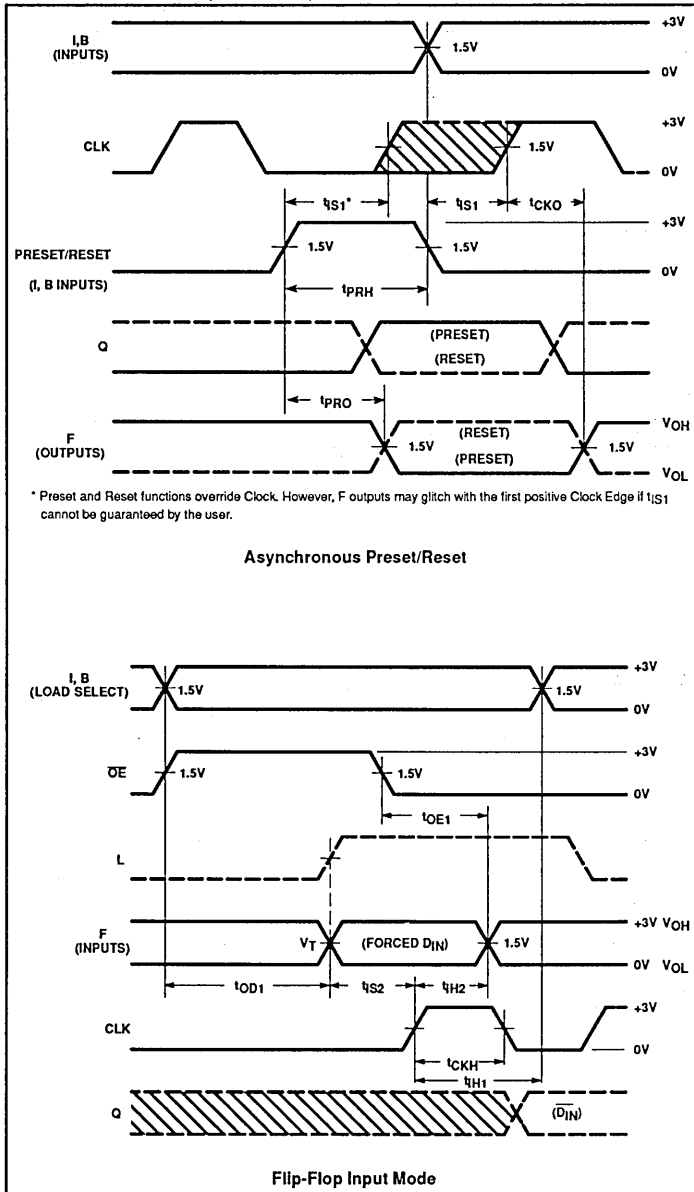 I,B
(INPUTS)
1.5V
+3V
0V
CLK
1.5V
+3V
0V
tIS1*
tIS1
tCKO
PRESET/RESET
(I, B INPUTS)
1.5V
1.5V
+3V
0V
tPRH
Q
(PRESET)
(RESET)
tPRO
F
(OUTPUTS)
1.5V
(RESET)
(PRESET)
1.5V
VOH
VOL
* Preset and Reset functions override Clock. However, F outputs may glitch with the first positive Clock Edge if tIS1
cannot be guaranteed by the user.
Asynchronous Preset/Reset
I, B
(LOAD SELECT)
1.5V
1.5V
+3V
0V
OE
1.5V
1.5V
+3V
0V
tOE1
L
F
(INPUTS)
VT
(FORCED DIN)
1.5V
+3V VOH
0V VOL
tOD1
tIS2
tIH2
CLK
+3V
0V
tCKH
tIH1
Q
(DIN)
Flip-Flop Input Mode